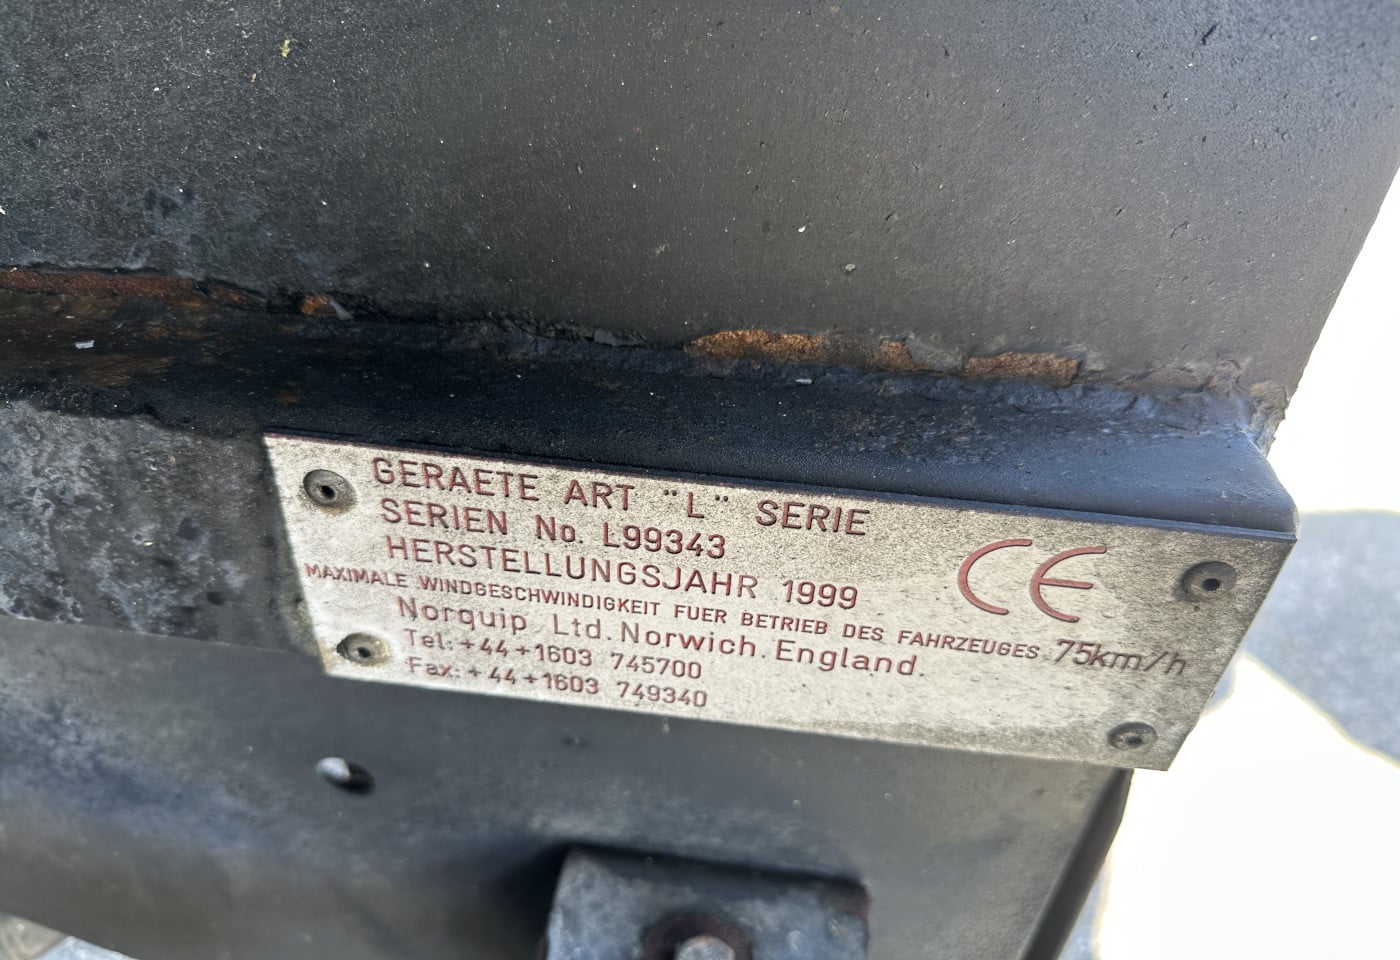 GERAETE ART "L" SERIE
SERIEN No. L99343
HERSTELLUNGSJAHR 1999
CE
MAXIMALE WINDGESCHWINDIGKEIT FUER BETRIEB DES FAHRZEUGES 75km/h
Norquip Ltd. Norwich. England.
Tel: +44+1603 745700
Fax: +44+1603 749340